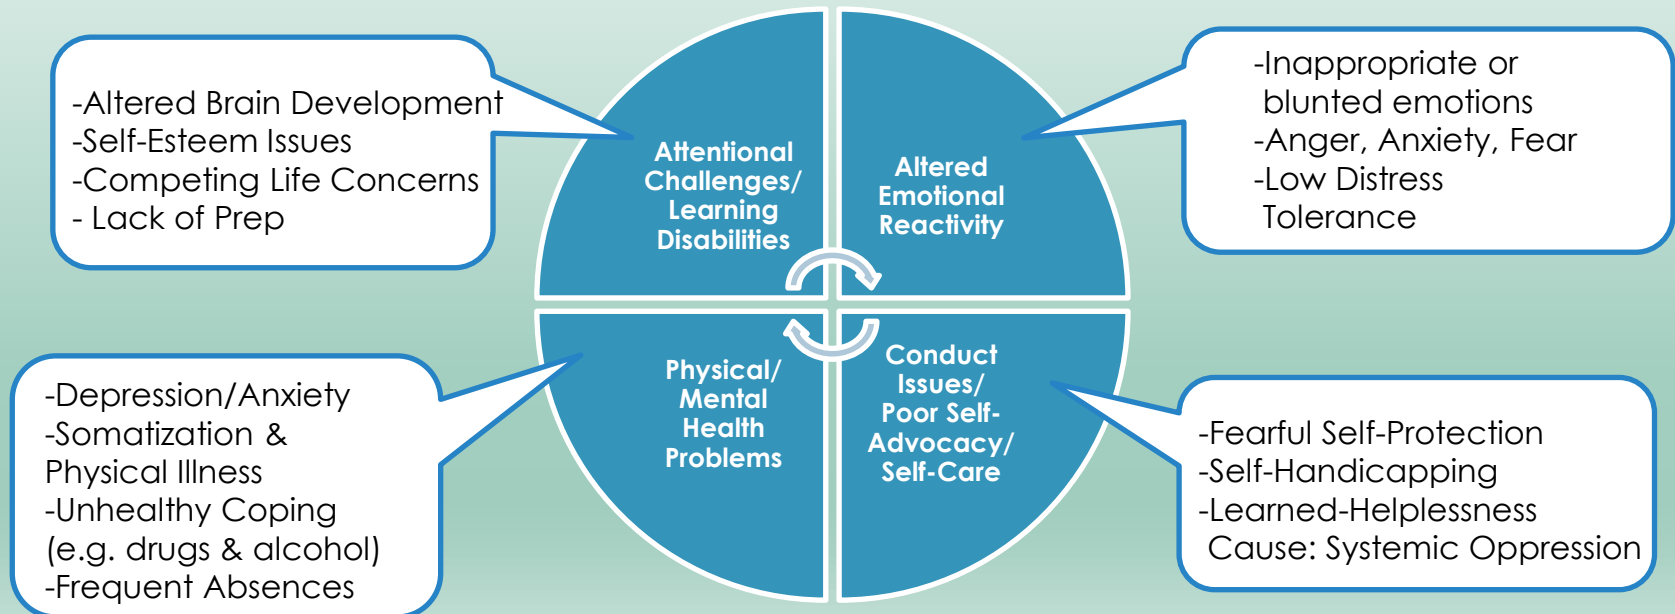 -Altered Brain Development
-Self-Esteem Issues
-Competing Life Concerns
- Lack of Prep
Attentional
Challenges/
Learning
Disabilities
Altered
Emotional
Reactivity
-Inappropriate or
blunted emotions
-Anger, Anxiety, Fear
-Low Distress
Tolerance
-Depression/Anxiety
-Somatization &
Physical Illness
-Unhealthy Coping
(e.g. drugs & alcohol)
-Frequent Absences
Physical/
Mental
Health
Problems
Conduct
Issues/
Poor Self-
Advocacy/
Self-Care
-Fearful Self-Protection
-Self-Handicapping
-Learned-Helplessness
Cause: Systemic Oppression